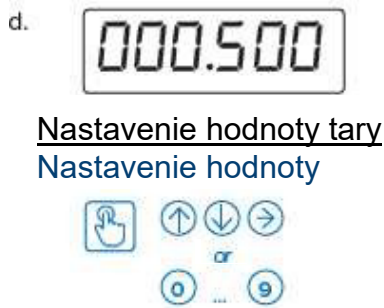 d.
000.500
Nastavenie hodnoty tary
Nastavenie hodnoty
or
0 ... 9